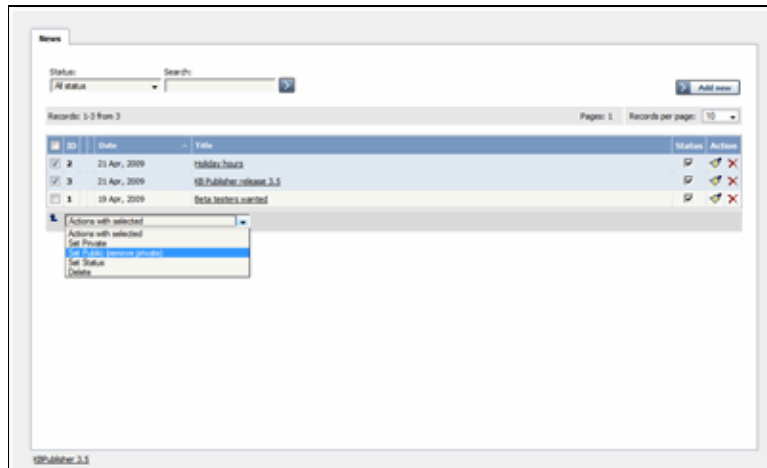 News
Status: Search:
All status
Add new
Records: 1-3 from 3 Pages: 1 Records per page: 10
ID Date Title Status Action
2 21 Apr, 2009 Holiday hours
3 21 Apr, 2009 KB Publisher release 3.5
1 19 Apr, 2009 Beta testers wanted
Actions with selected
Actions with selected
Set Private
Set Public (remove private)
Set Status
Delete
KBPublisher 3.5